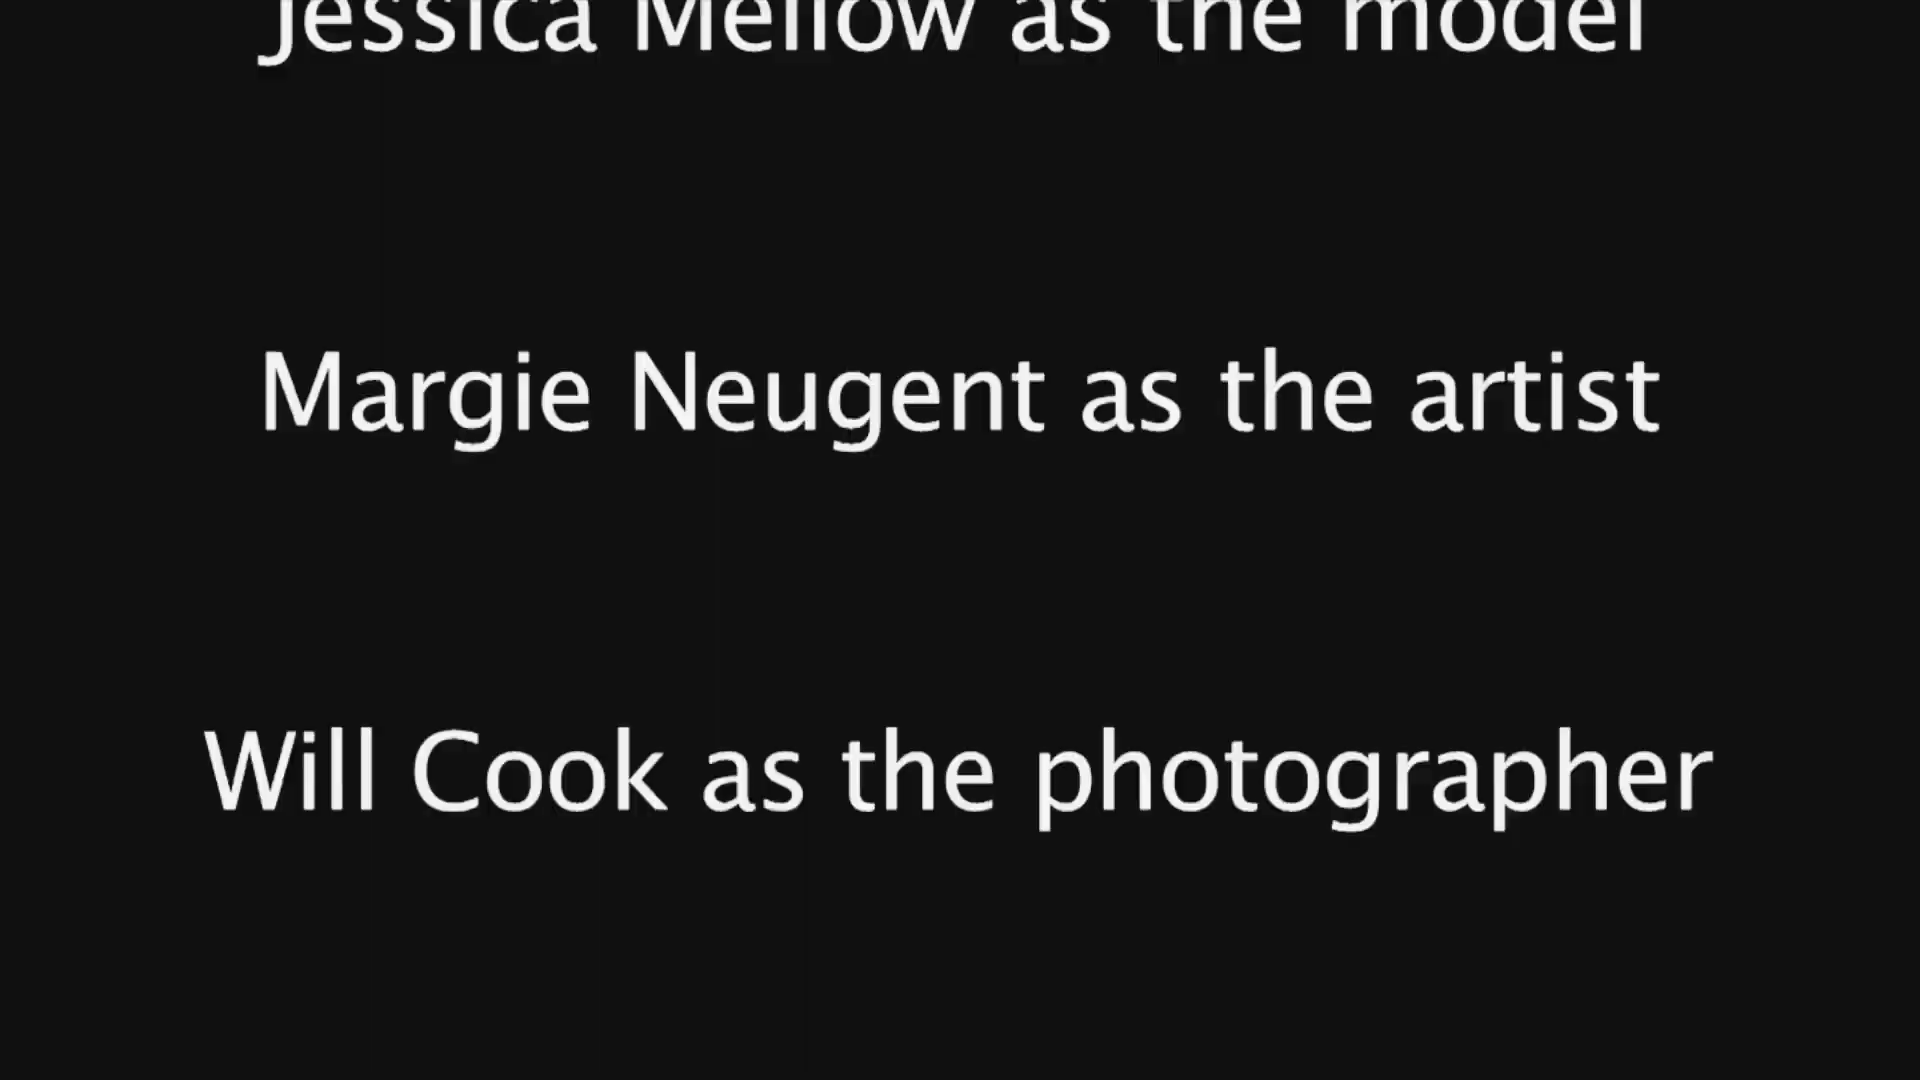 Jessica Mellow as the model
Margie Neugent as the artist
Will Cook as the photographer